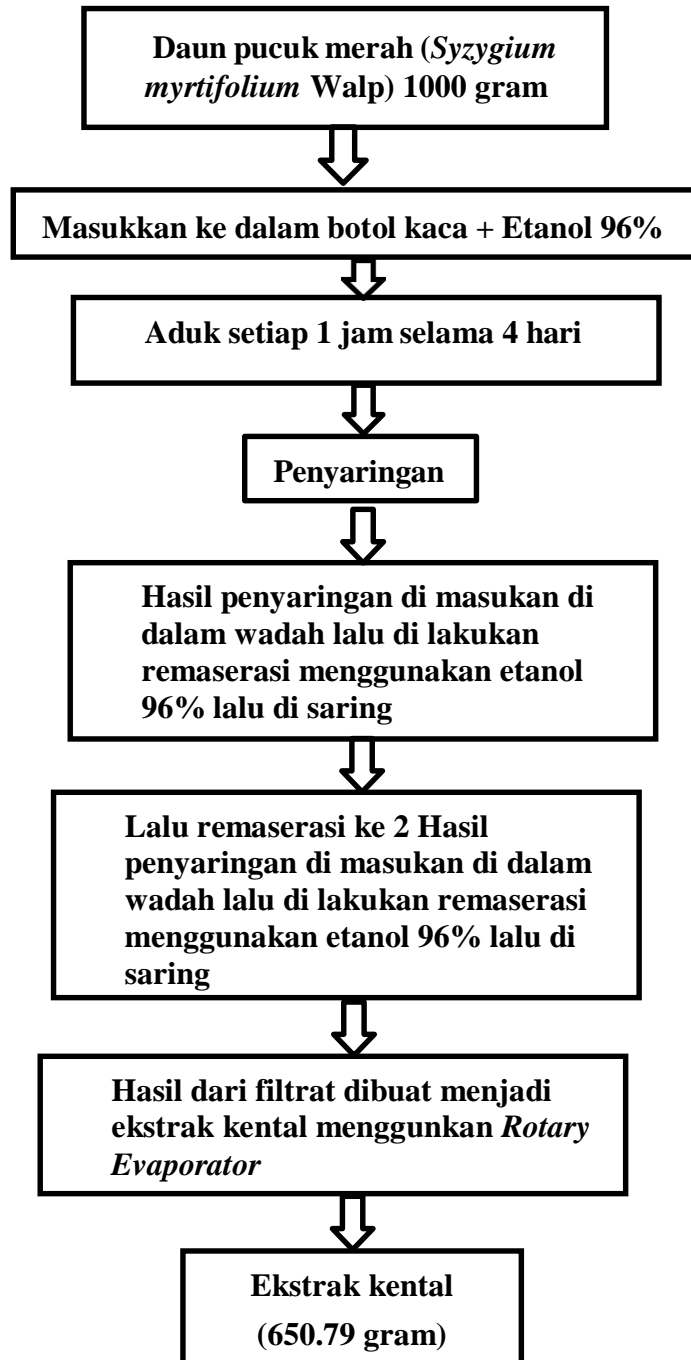 Daun pucuk merah (Syzygium
myrtifolium Walp) 1000 gram
Masukkan ke dalam botol kaca + Etanol 96%
Aduk setiap 1 jam selama 4 hari
Penyaringan
Hasil penyaringan di masukan di
dalam wadah lalu di lakukan
remaserasi menggunakan etanol
96% lalu di saring
Lalu remaserasi ke 2 Hasil
penyaringan di masukan di dalam
wadah lalu di lakukan remaserasi
menggunakan etanol 96% lalu di
saring
Hasil dari filtrat dibuat menjadi
ekstrak kental menggunkan Rotary
Evaporator
Ekstrak kental
(650.79 gram)